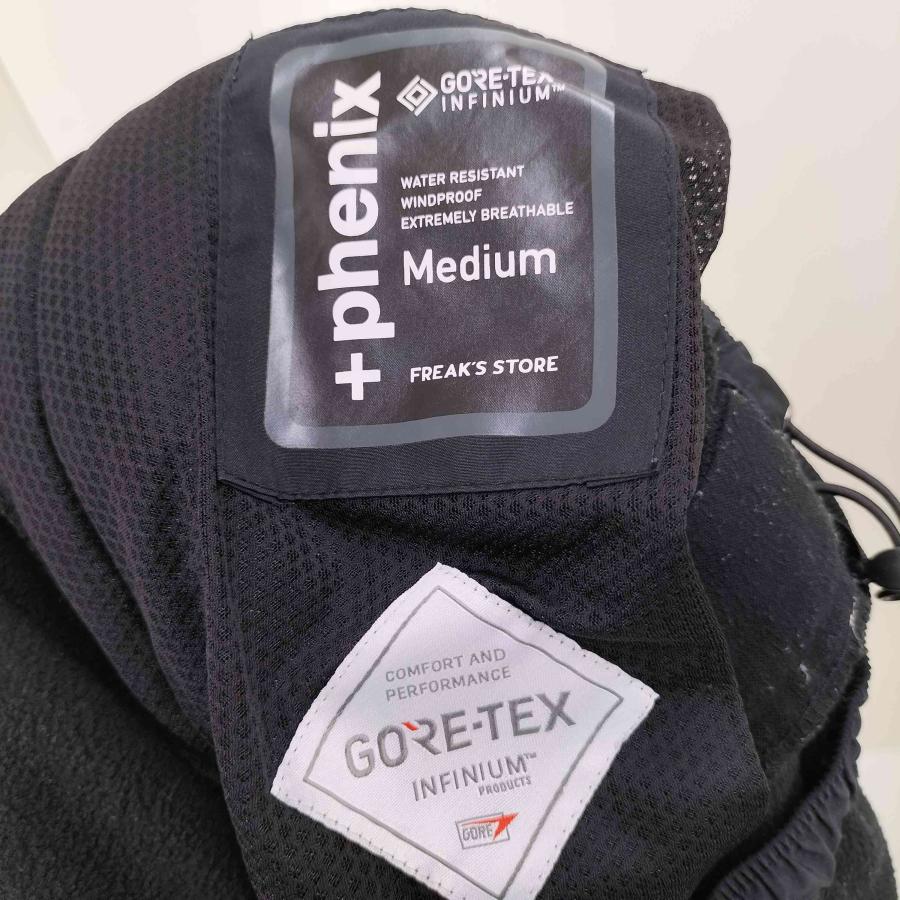 +phenix
GORE-TEX
INFINIUM™
WATER RESISTANT
WINDPROOF
EXTREMELY BREATHABLE
Medium
FREAK'S STORE
COMFORT AND
PERFORMANCE
GORE-TEX
INFINIUM™
PRODUCTS
GORE